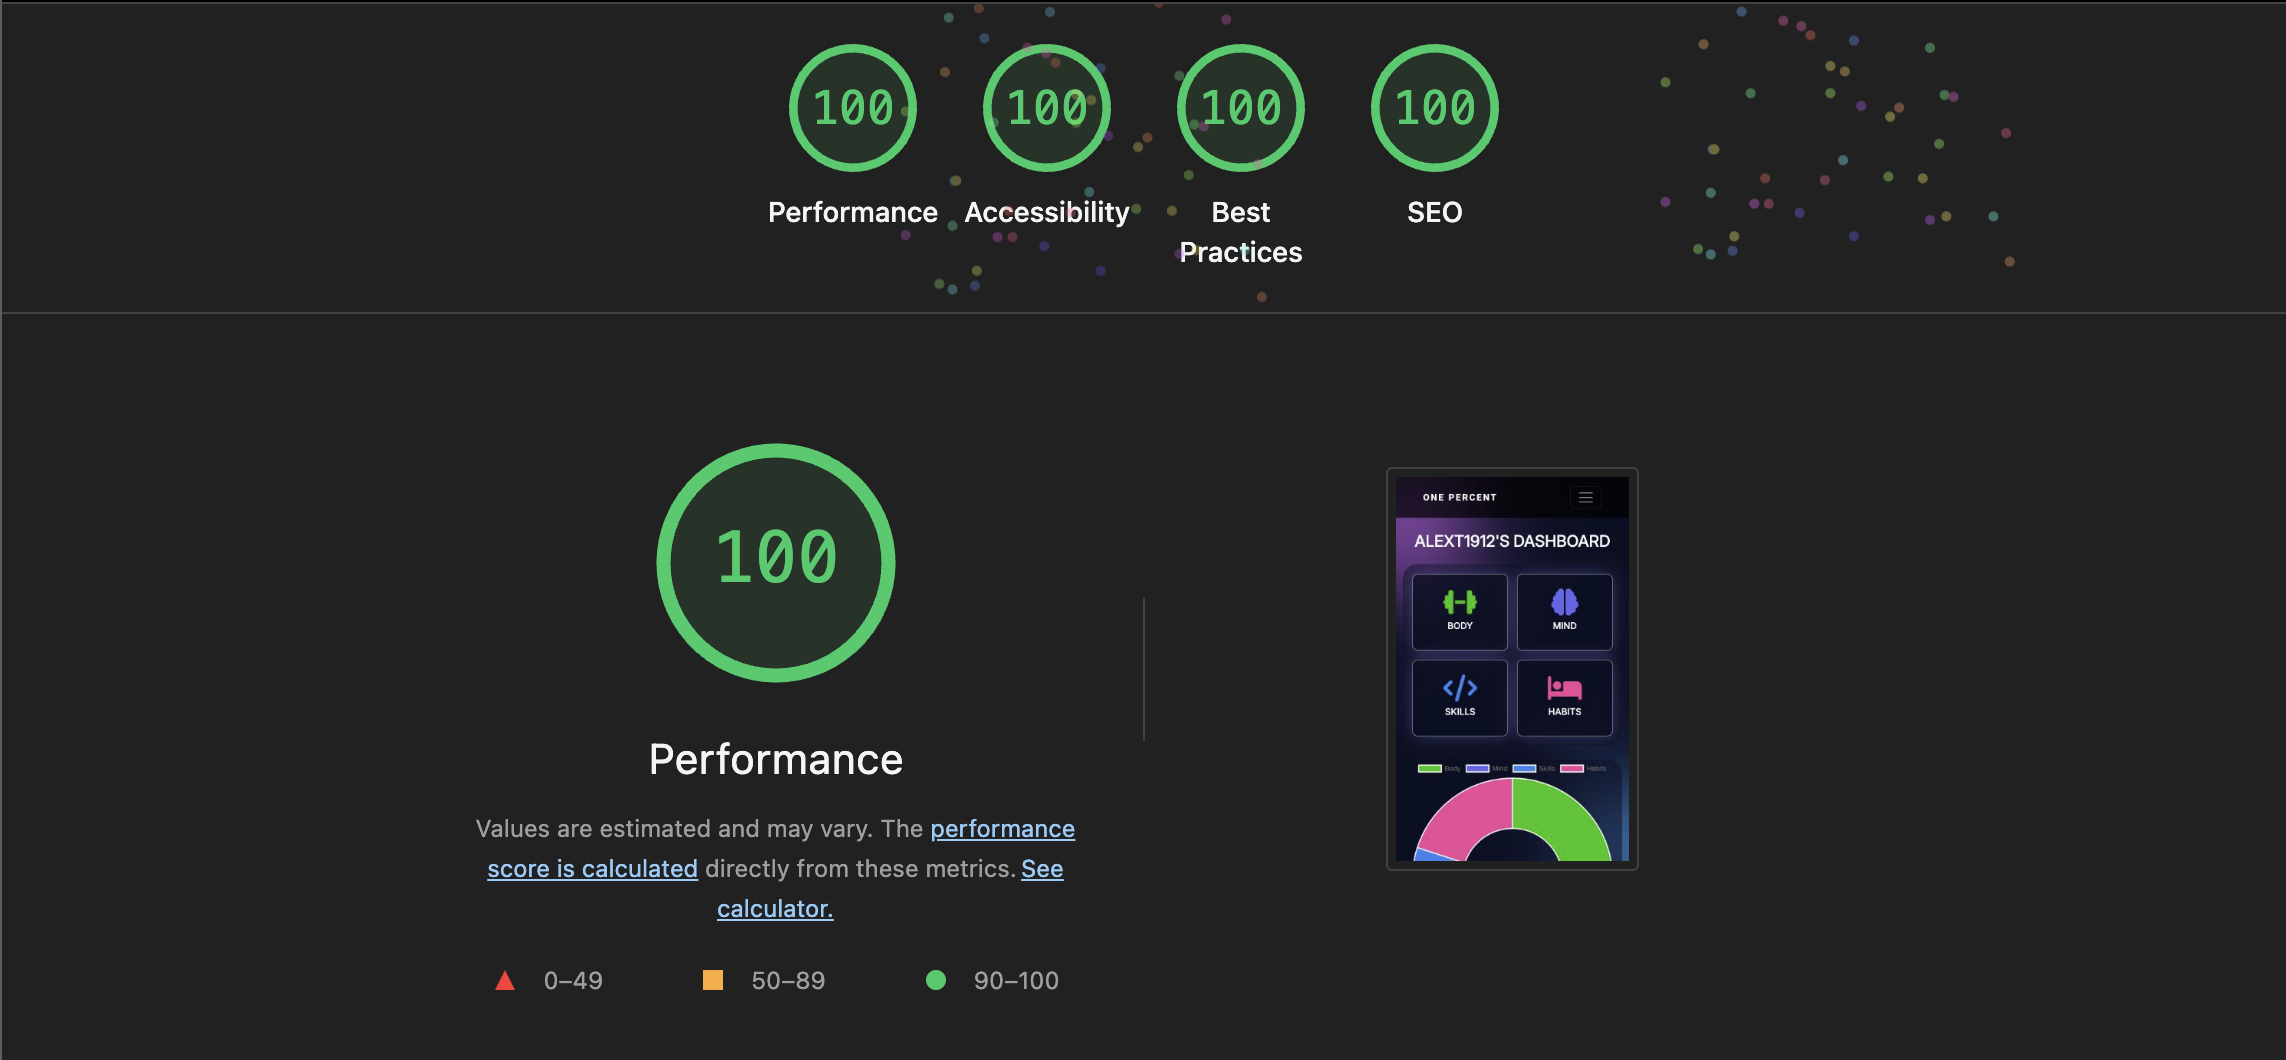 100
100
100
100
Performance
Accessibility
Best
Practices
SEO
100
Performance
Values are estimated and may vary. The performance
score is calculated directly from these metrics. See
calculator.
0–49
50–89
90–100
ONE PERCENT
ALEXT1912'S DASHBOARD
BODY
MIND
SKILLS
HABITS
Body
Mind
Skills
Habits